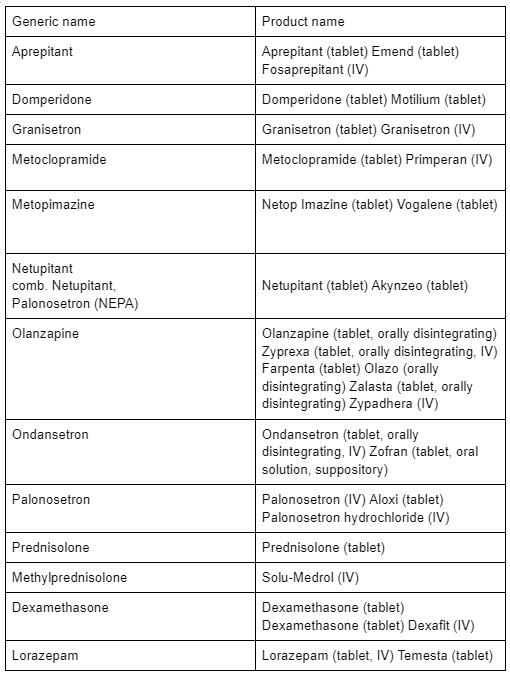 Generic name
Product name
Aprepitant
Aprepitant (tablet) Emend (tablet)
Fosaprepitant (IV)
Domperidone
Domperidone (tablet) Motilium (tablet)
Granisetron
Granisetron (tablet) Granisetron (IV)
Metoclopramide
Metoclopramide (tablet) Primperan (IV)
Metopimazine
Netop Imazine (tablet) Vogalene (tablet)
Netupitant
comb. Netupitant,
Palonosetron (NEPA)
Netupitant (tablet) Akynzeo (tablet)
Olanzapine
Olanzapine (tablet, orally disintegrating)
Zyprexa (tablet, orally disintegrating, IV)
Farpenta (tablet) Olazo (orally
disintegrating) Zalasta (tablet, orally
disintegrating) Zypadhera (IV)
Ondansetron
Ondansetron (tablet, orally
disintegrating, IV) Zofran (tablet, oral
solution, suppository)
Palonosetron
Palonosetron (IV) Aloxi (tablet)
Palonosetron hydrochloride (IV)
Prednisolone
Prednisolone (tablet)
Methylprednisolone
Solu-Medrol (IV)
Dexamethasone
Dexamethasone (tablet)
Dexamethasone (tablet) Dexafit (IV)
Lorazepam
Lorazepam (tablet, IV) Temesta (tablet)